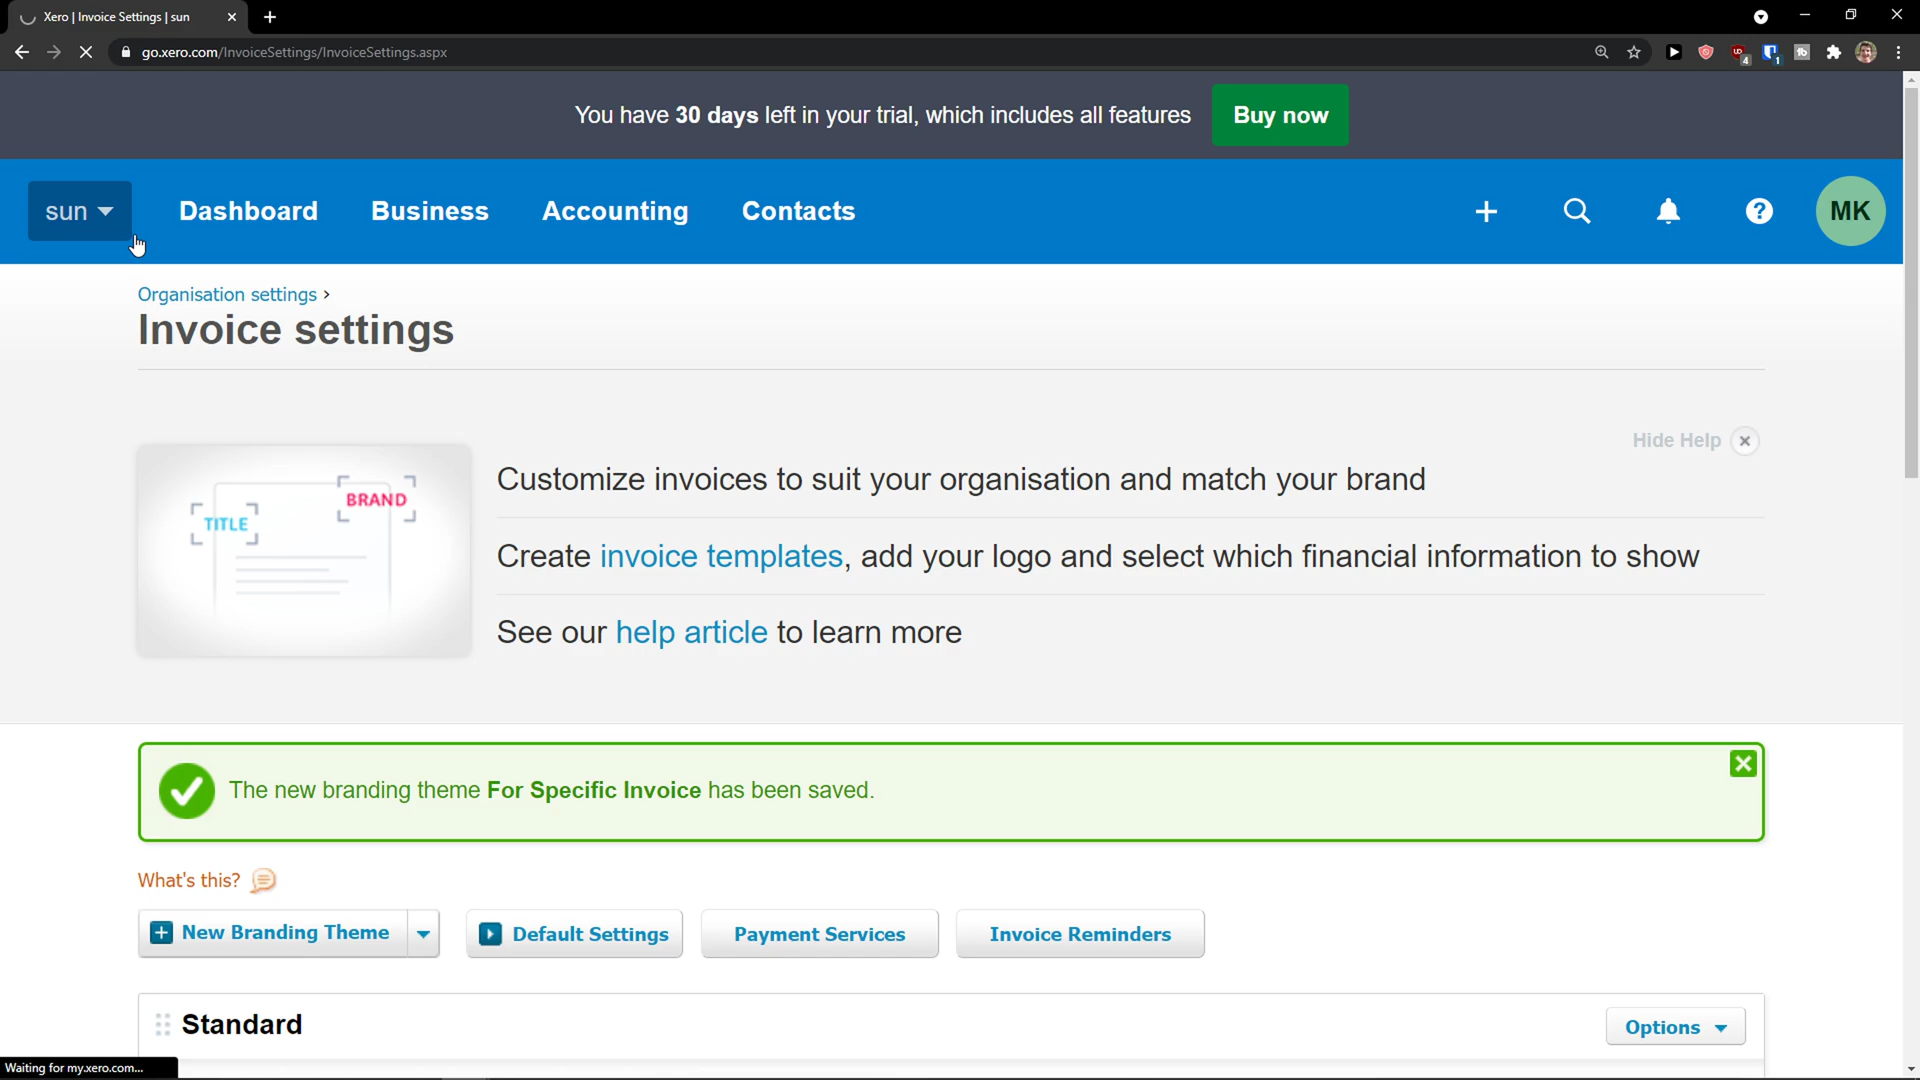 Xero | Invoice Settings | sun
go.xero.com/InvoiceSettings/InvoiceSettings.aspx
4
1
You have 30 days left in your trial, which includes all features
Buy now
sun
Dashboard
Business
Accounting
Contacts
MK
Organisation settings ›
Invoice settings
Hide Help
TITLE
BRAND
Customize invoices to suit your organisation and match your brand
Create invoice templates, add your logo and select which financial information to show
See our help article to learn more
The new branding theme For Specific Invoice has been saved.
What's this?
New Branding Theme
Default Settings
Payment Services
Invoice Reminders
Standard
Options
Waiting for my.xero.com...